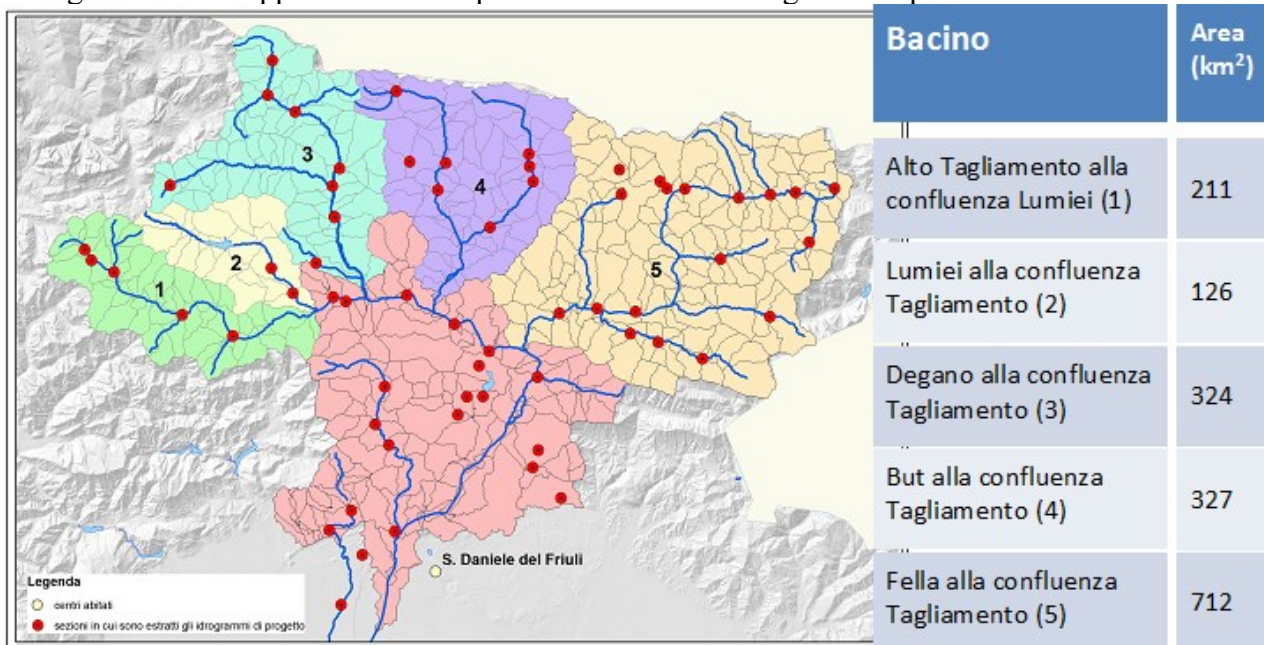 3
4
5
2
1
S. Daniele del Friuli
Legenda
centri abitati
sezioni in cui sono estratti gli idrogrammi di progetto
Bacino
Area
(km²)
Alto Tagliamento alla
confluenza Lumiei (1)
211
Lumiei alla confluenza
Tagliamento (2)
126
Degano alla confluenza
Tagliamento (3)
324
But alla confluenza
Tagliamento (4)
327
Fella alla confluenza
Tagliamento (5)
712